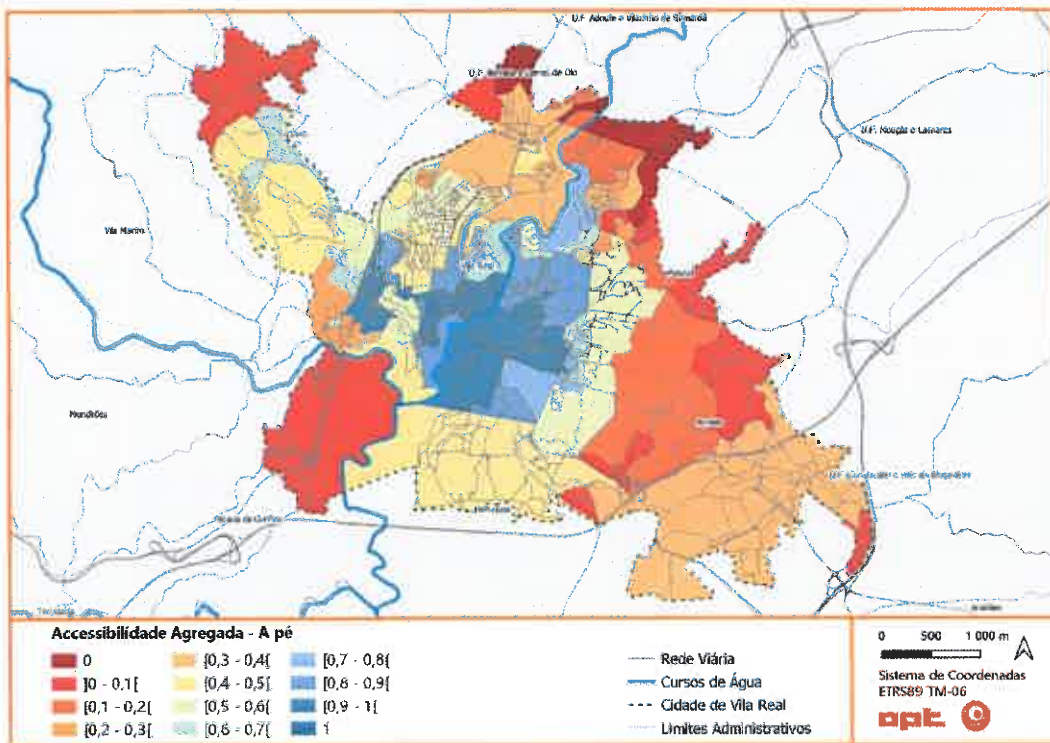 U.F. Adoufe e Vilarinho de Samardã
U.F. Mouçós e Lamares
Vila Marim
Mondrões
Accessibilidade Agregada - A pé
0
]0 - 0,1[
[0,1 - 0,2[
[0,2 - 0,3[
[0,3 - 0,4[
[0,4 - 0,5[
[0,5 - 0,6[
[0,6 - 0,7[
[0,7 - 0,8[
[0,8 - 0,9[
[0,9 - 1[
1
Rede Viária
Cursos de Água
Cidade de Vila Real
Limites Administrativos
0 500 1 000 m
Sistema de Coordenadas
ETRS89 TM-06
opt